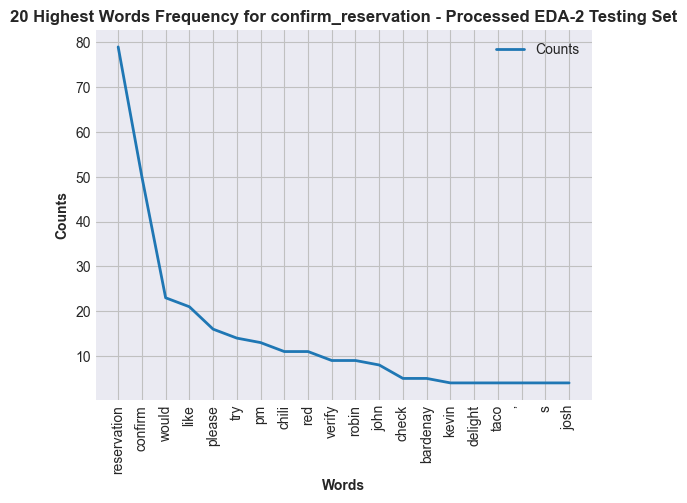 20 Highest Words Frequency for confirm_reservation - Processed EDA-2 Testing Set
Counts
80
70
60
50
40
30
20
10
Counts
reservation
confirm
would
like
please
try
pm
chili
red
verify
robin
john
check
bardenay
kevin
delight
taco
'
s
josh
Words